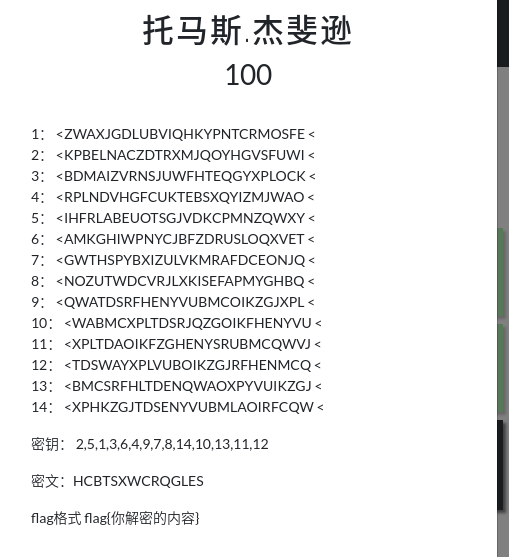 托马斯.杰斐逊
100
1： <ZWAXJGDLUBVIQHKYPNTCRMOSFE <
2： <KPBELNACZDTRXMJQOYHGVSFUWI <
3： <BDMAIZVRNSJUWFHTEQGYXPLOCK <
4： <RPLNDVHGFCUKTEBSXQYIZMJWAO <
5： <IHFRLABEUOTSGJVDKCPMNZQWXY <
6： <AMKGHIWPNYCJBFZDRUSLOQXVET <
7： <GWTHSPYBXIZULVKMRAFDCEONJQ <
8： <NOZUTWDCVRJLXKISEFAPMYGHBQ <
9： <QWATDSRFHENYVUBMCOIKZGJXPL <
10： <WABMCXPLTDSRJQZGOIKFHENYVU <
11： <XPLTDAOIKFZGHENYSRUBMCQWVJ <
12： <TDSWAYXPLVUBOIKZGJRFHENMCQ <
13： <BMCSRFHLTDENQWAOXPYVUIKZGJ <
14： <XPHKZGJTDSENYVUBMLAOIRFCQW <
密钥： 2,5,1,3,6,4,9,7,8,14,10,13,11,12
密文：HCBTSXWCRQGLES
flag格式 flag{你解密的内容}